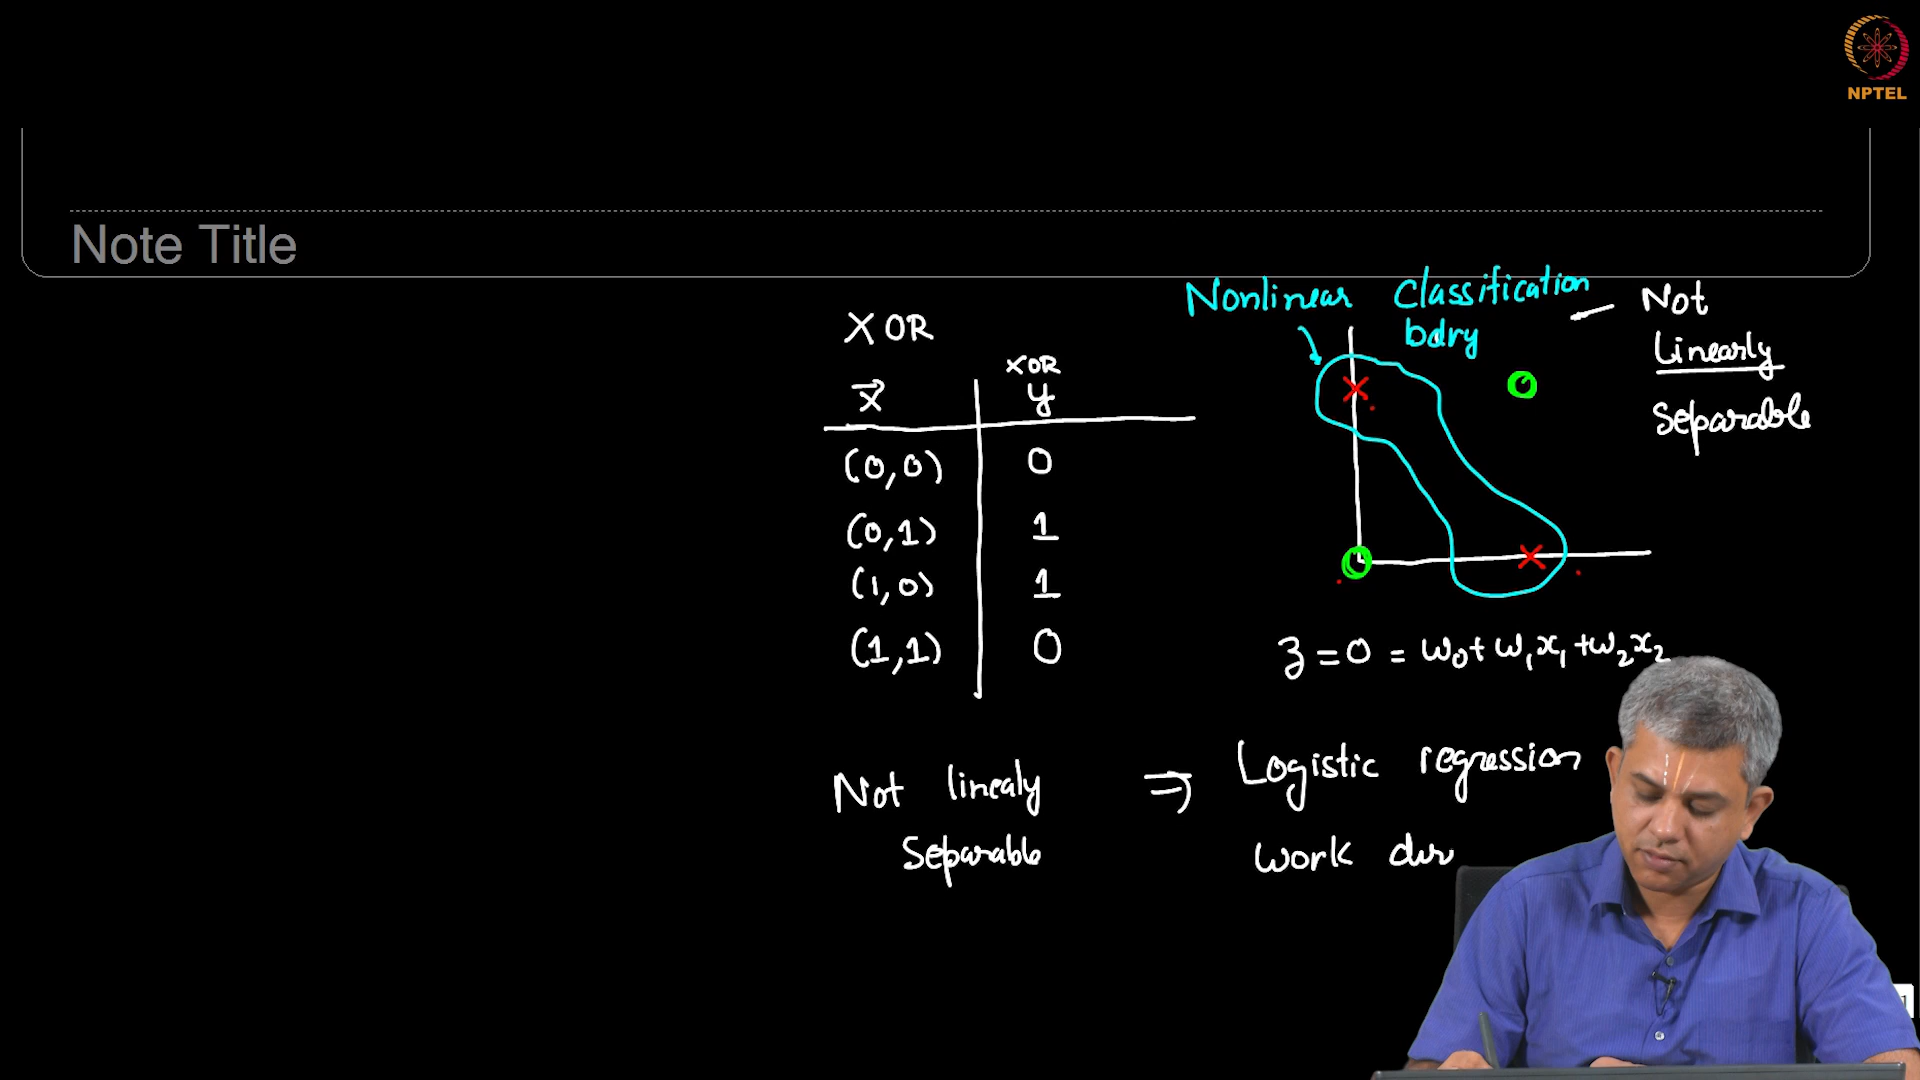 NPTEL
Note Title
XOR
x⃗
XOR
y
(0,0) 0
(0,1) 1
(1,0) 1
(1,1) 0
Nonlinear Classification
bdry
Not
Linearly
Separable
z = 0 = w₀ + w₁x₁ + w₂x₂
Not linealy
Separable
⇒ Logistic regression
work